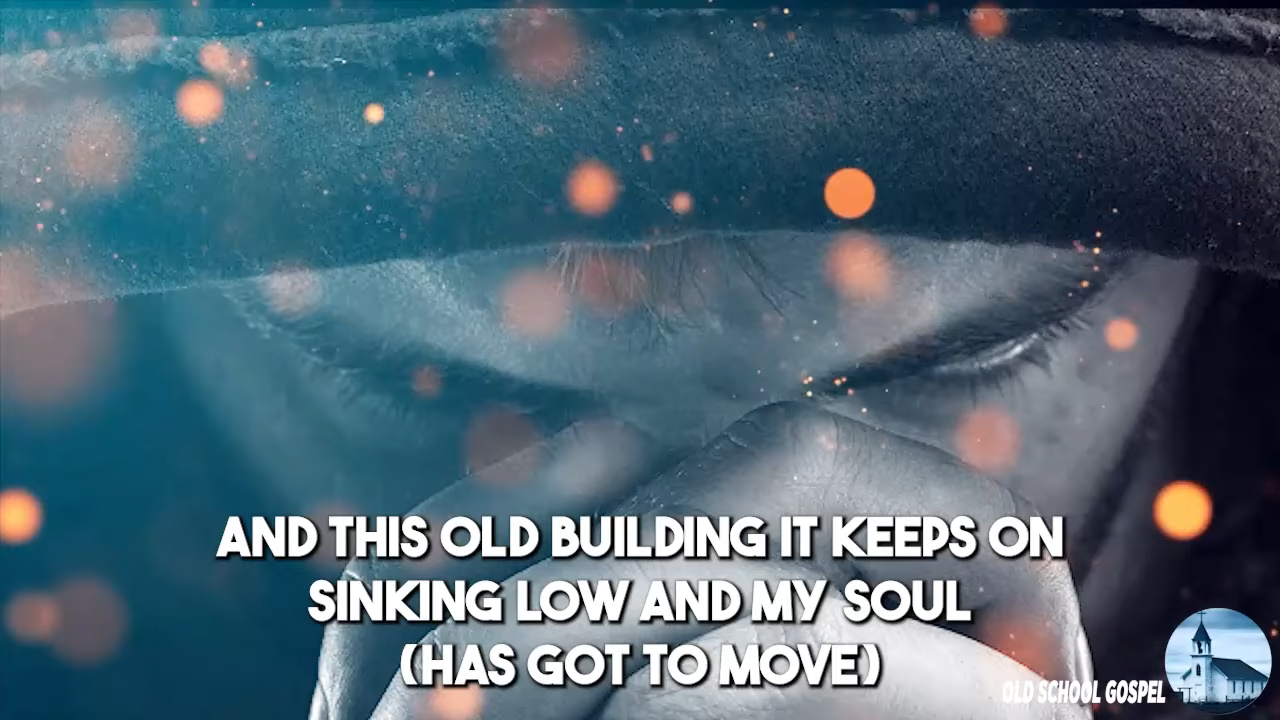 AND THIS OLD BUILDING IT KEEPS ON
SINKING LOW AND MY SOUL
(HAS GOT TO MOVE)
OLD SCHOOL GOSPEL